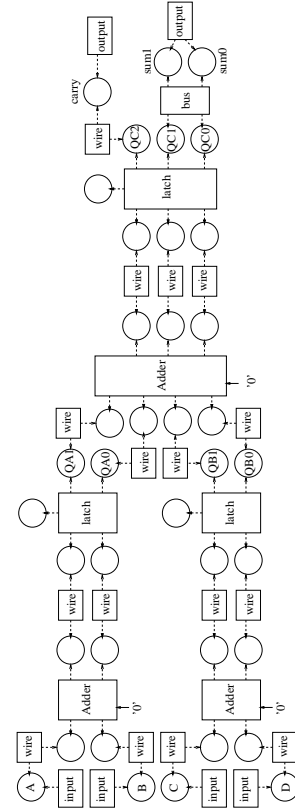 output
output
carry
sum1
sum0
wire
bus
QC2
QC1
QC0
latch
wire
wire
wire
Adder
'0'
wire
wire
wire
wire
QA1
QA0
QB1
QB0
latch
latch
wire
wire
wire
wire
Adder
'0'
Adder
'0'
wire
wire
wire
wire
A
input
input
B
C
input
input
D